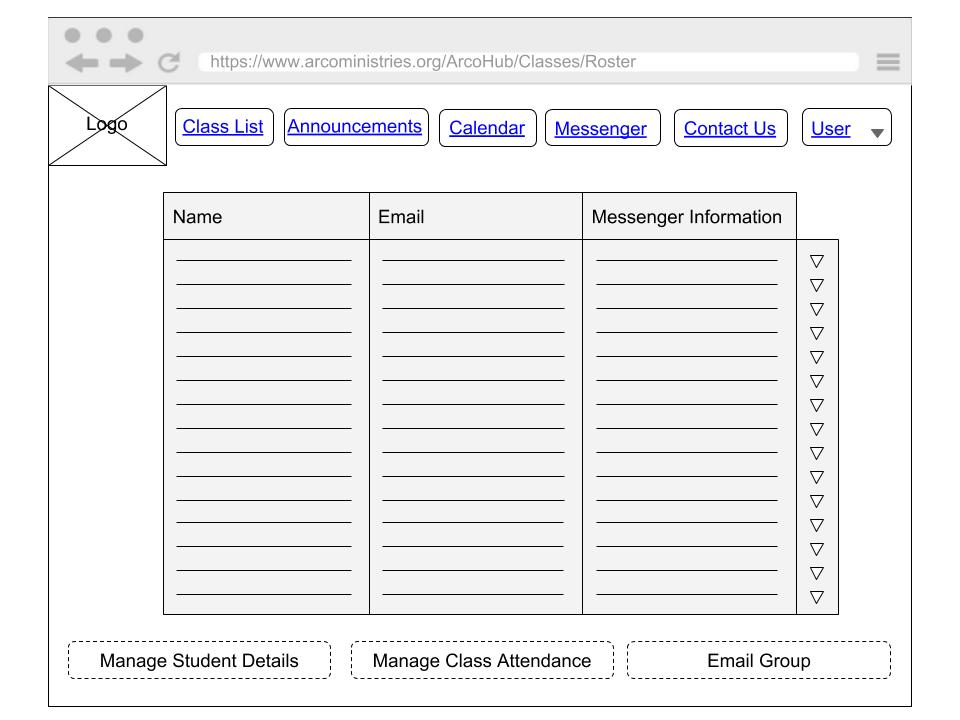 https://www.arcoministries.org/ArcoHub/Classes/Roster
Logo
Class List
Announcements
Calendar
Messenger
Contact Us
User
Name
Email
Messenger Information
Manage Student Details
Manage Class Attendance
Email Group